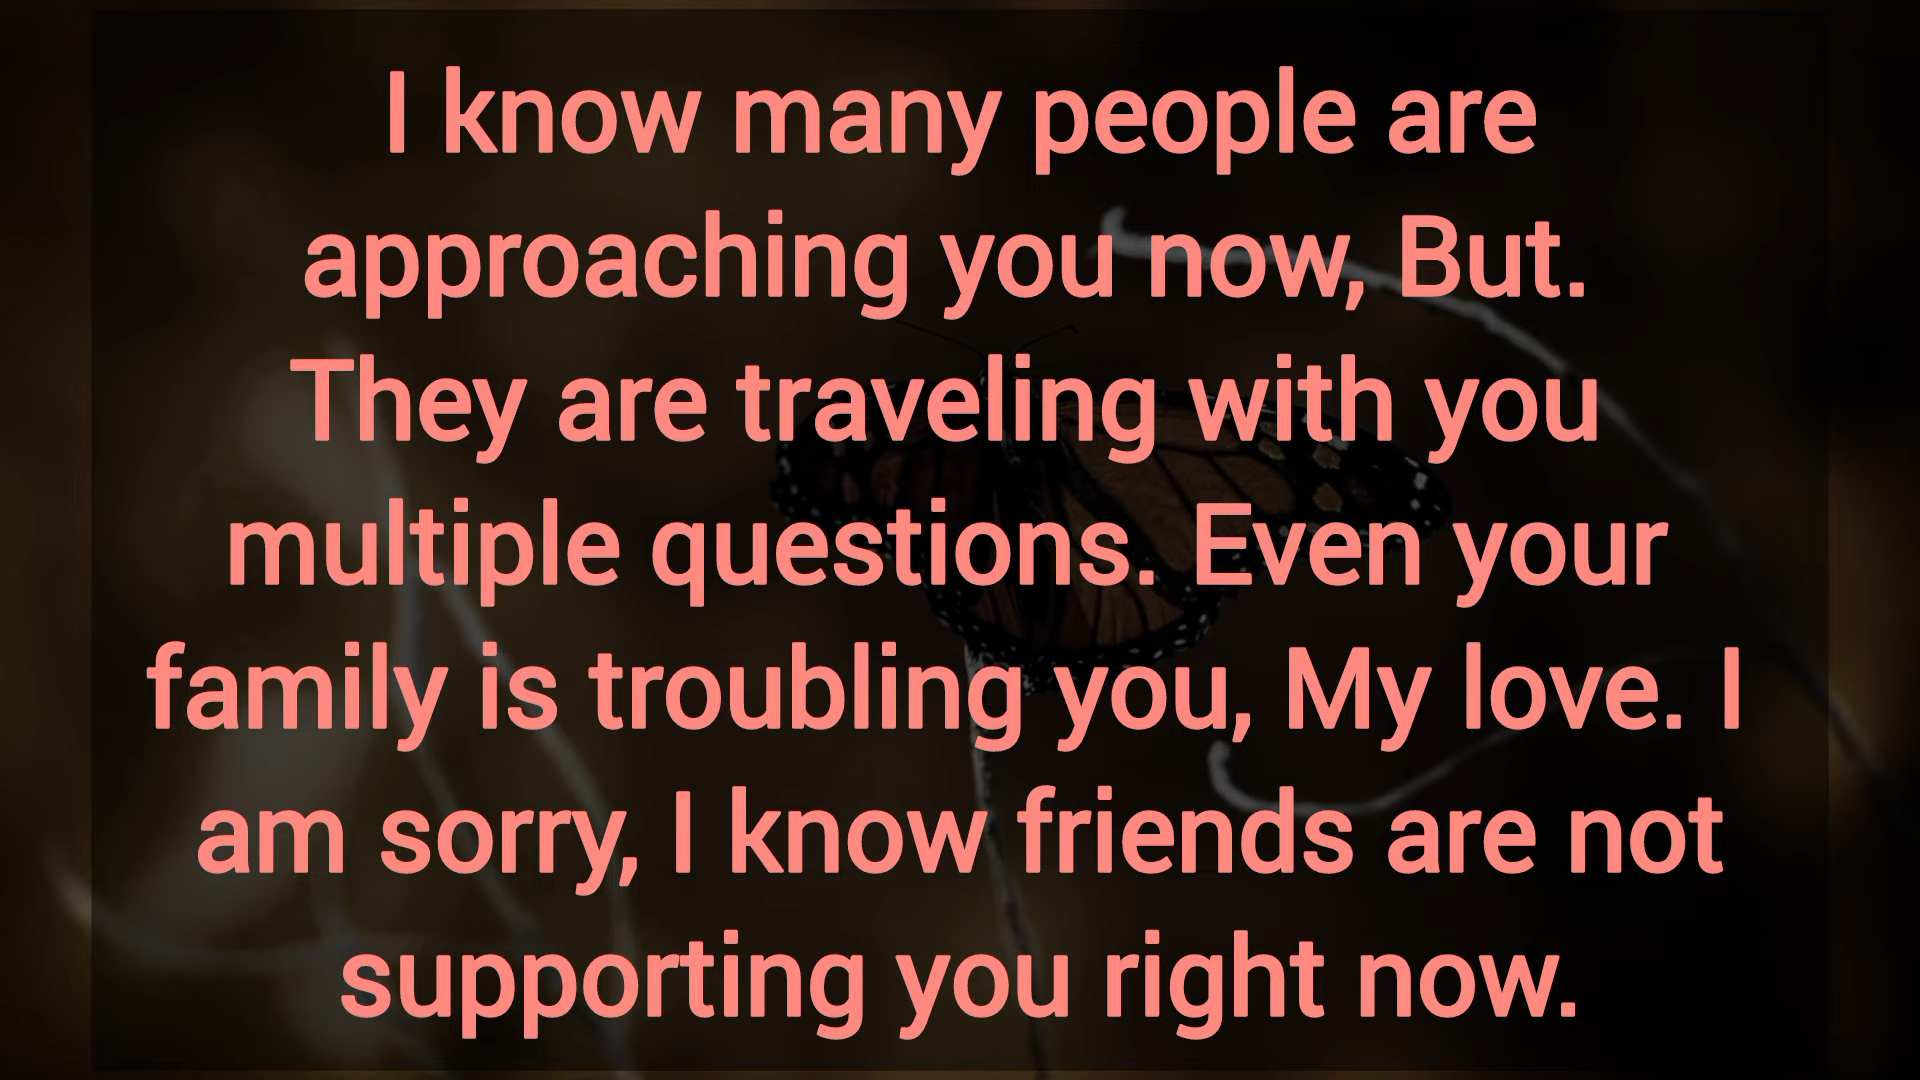 I know many people are
approaching you now, But.
They are traveling with you
multiple questions. Even your
family is troubling you, My love. I
am sorry, I know friends are not
supporting you right now.